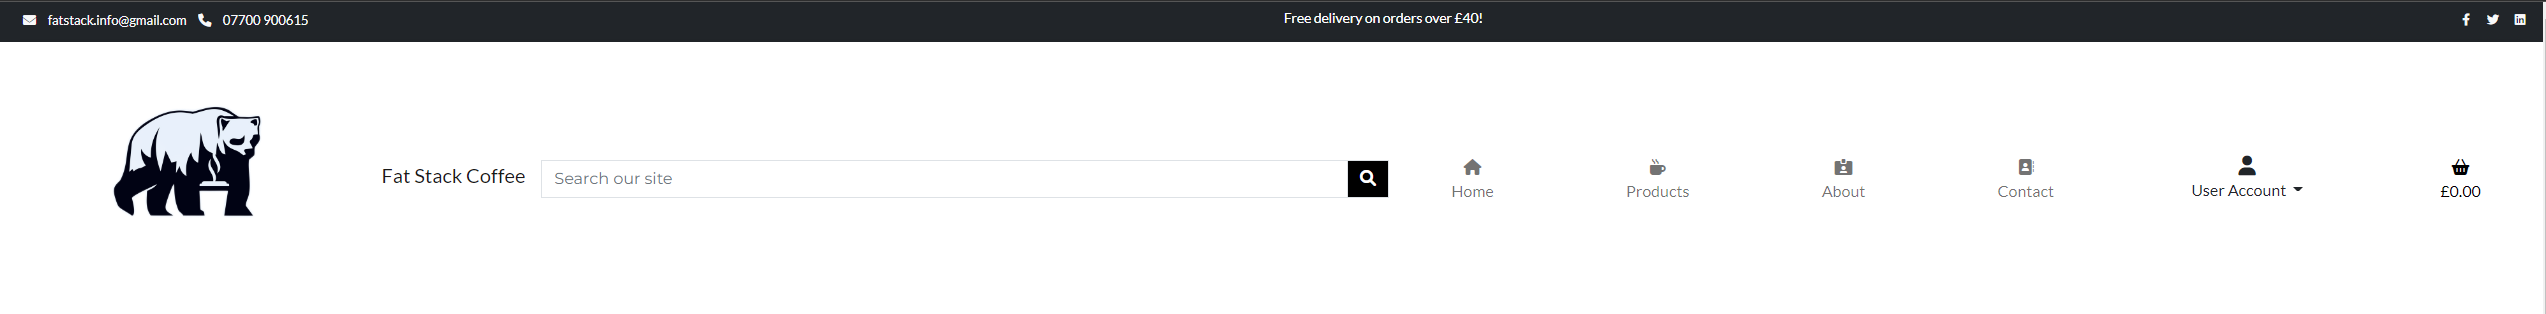 fatstack.info@gmail.com 07700 900615
Free delivery on orders over £40!
Fat Stack Coffee
Search our site
Home
Products
About
Contact
User Account
£0.00